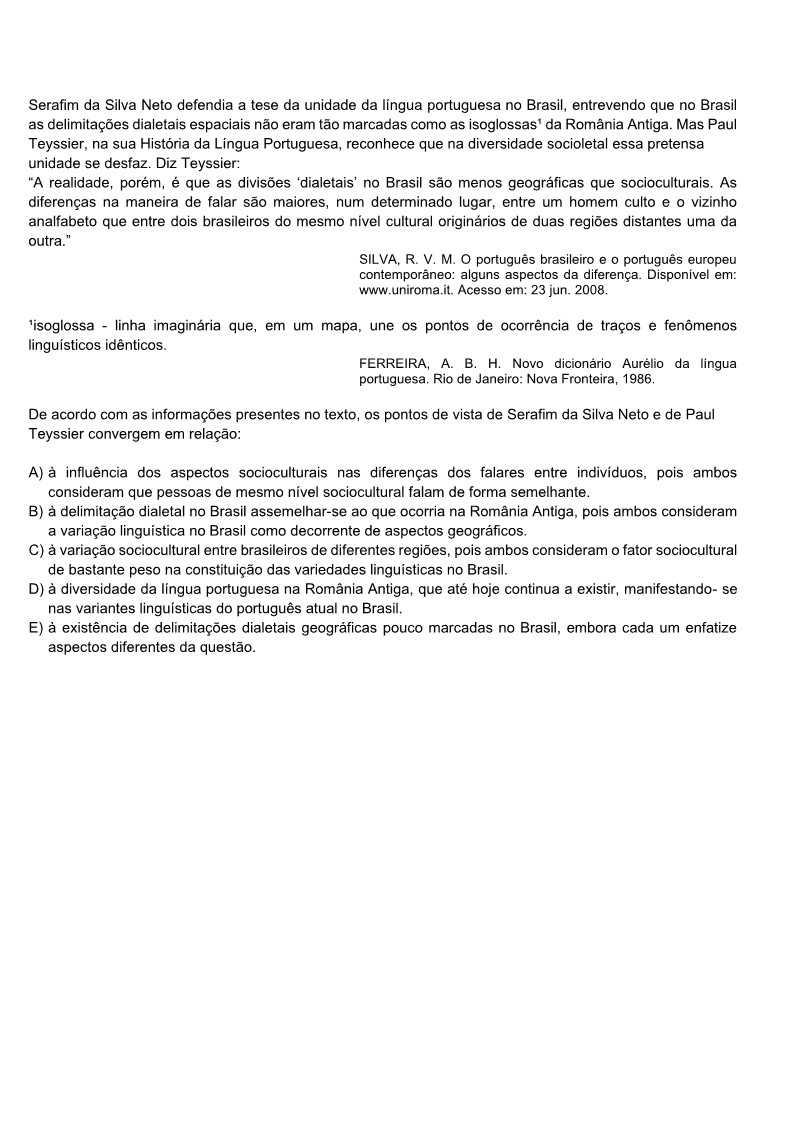 Serafim da Silva Neto defendia a tese da unidade da língua portuguesa no Brasil, entrevendo que no Brasil
as delimitações dialetais espaciais não eram tão marcadas como as isoglossas¹ da România Antiga. Mas Paul
Teyssier, na sua História da Língua Portuguesa, reconhece que na diversidade socioletal essa pretensa
unidade se desfaz. Diz Teyssier:
“A realidade, porém, é que as divisões ‘dialetais’ no Brasil são menos geográficas que socioculturais. As
diferenças na maneira de falar são maiores, num determinado lugar, entre um homem culto e o vizinho
analfabeto que entre dois brasileiros do mesmo nível cultural originários de duas regiões distantes uma da
outra.”
SILVA, R. V. M. O português brasileiro e o português europeu
contemporâneo: alguns aspectos da diferença. Disponível em:
www.uniroma.it. Acesso em: 23 jun. 2008.
¹isoglossa - linha imaginária que, em um mapa, une os pontos de ocorrência de traços e fenômenos
linguísticos idênticos.
FERREIRA, A. B. H. Novo dicionário Aurélio da língua
portuguesa. Rio de Janeiro: Nova Fronteira, 1986.
De acordo com as informações presentes no texto, os pontos de vista de Serafim da Silva Neto e de Paul
Teyssier convergem em relação:
A) à influência dos aspectos socioculturais nas diferenças dos falares entre indivíduos, pois ambos
consideram que pessoas de mesmo nível sociocultural falam de forma semelhante.
B) à delimitação dialetal no Brasil assemelhar-se ao que ocorria na România Antiga, pois ambos consideram
a variação linguística no Brasil como decorrente de aspectos geográficos.
C) à variação sociocultural entre brasileiros de diferentes regiões, pois ambos consideram o fator sociocultural
de bastante peso na constituição das variedades linguísticas no Brasil.
D) à diversidade da língua portuguesa na România Antiga, que até hoje continua a existir, manifestando- se
nas variantes linguísticas do português atual no Brasil.
E) à existência de delimitações dialetais geográficas pouco marcadas no Brasil, embora cada um enfatize
aspectos diferentes da questão.